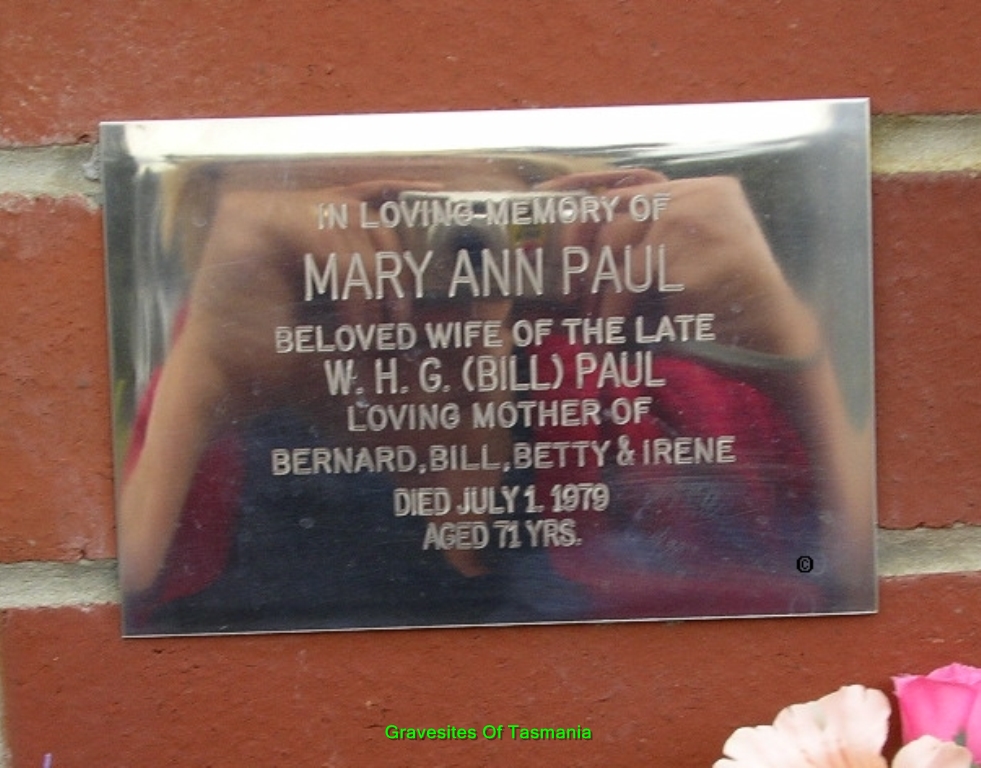 IN LOVING MEMORY OF
MARY ANN PAUL
BELOVED WIFE OF THE LATE
W. H. G. (BILL) PAUL
LOVING MOTHER OF
BERNARD, BILL, BETTY & IRENE
DIED JULY 1. 1979
AGED 71 YRS.
©
Gravesites Of Tasmania